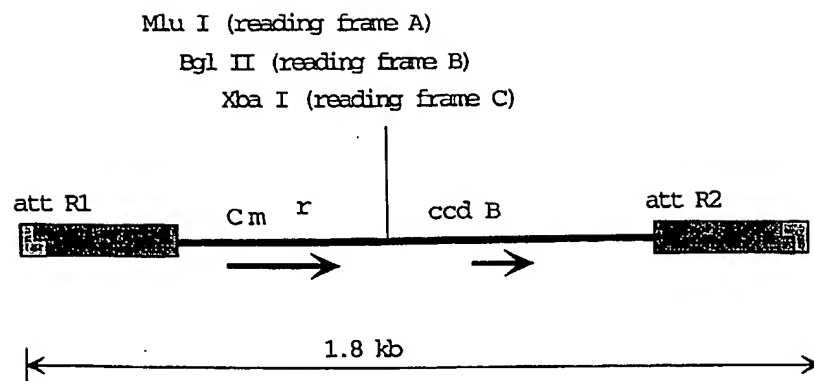 Mlu I (reading frame A)
Bgl II (reading frame B)
Xba I (reading frame C)
att R1
Cm r
ccd B
att R2
1.8 kb